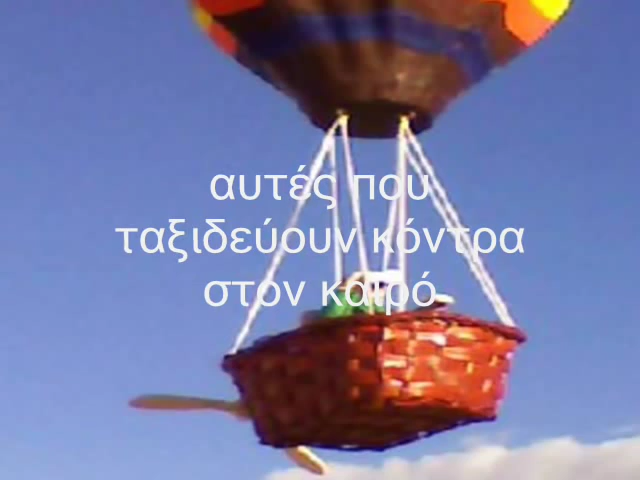 αυτές που
ταξιδεύουν κόντρα
στον καιρό